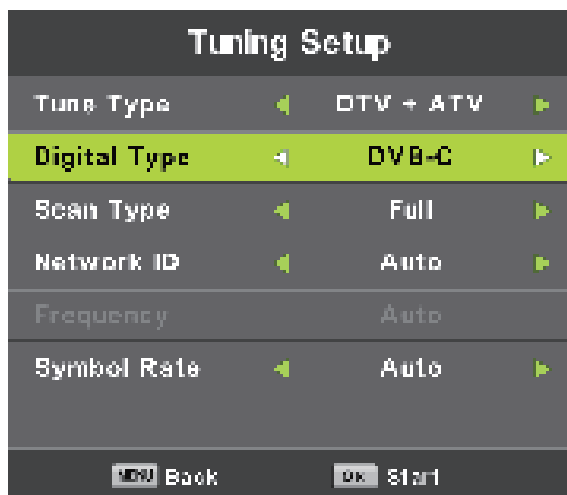 Tuning Setup
Tune Type DTV + ATV
Digital Type DVB-C
Scan Type Full
Network ID Auto
Frequency Auto
Symbol Rate Auto
MENU Back OK Start